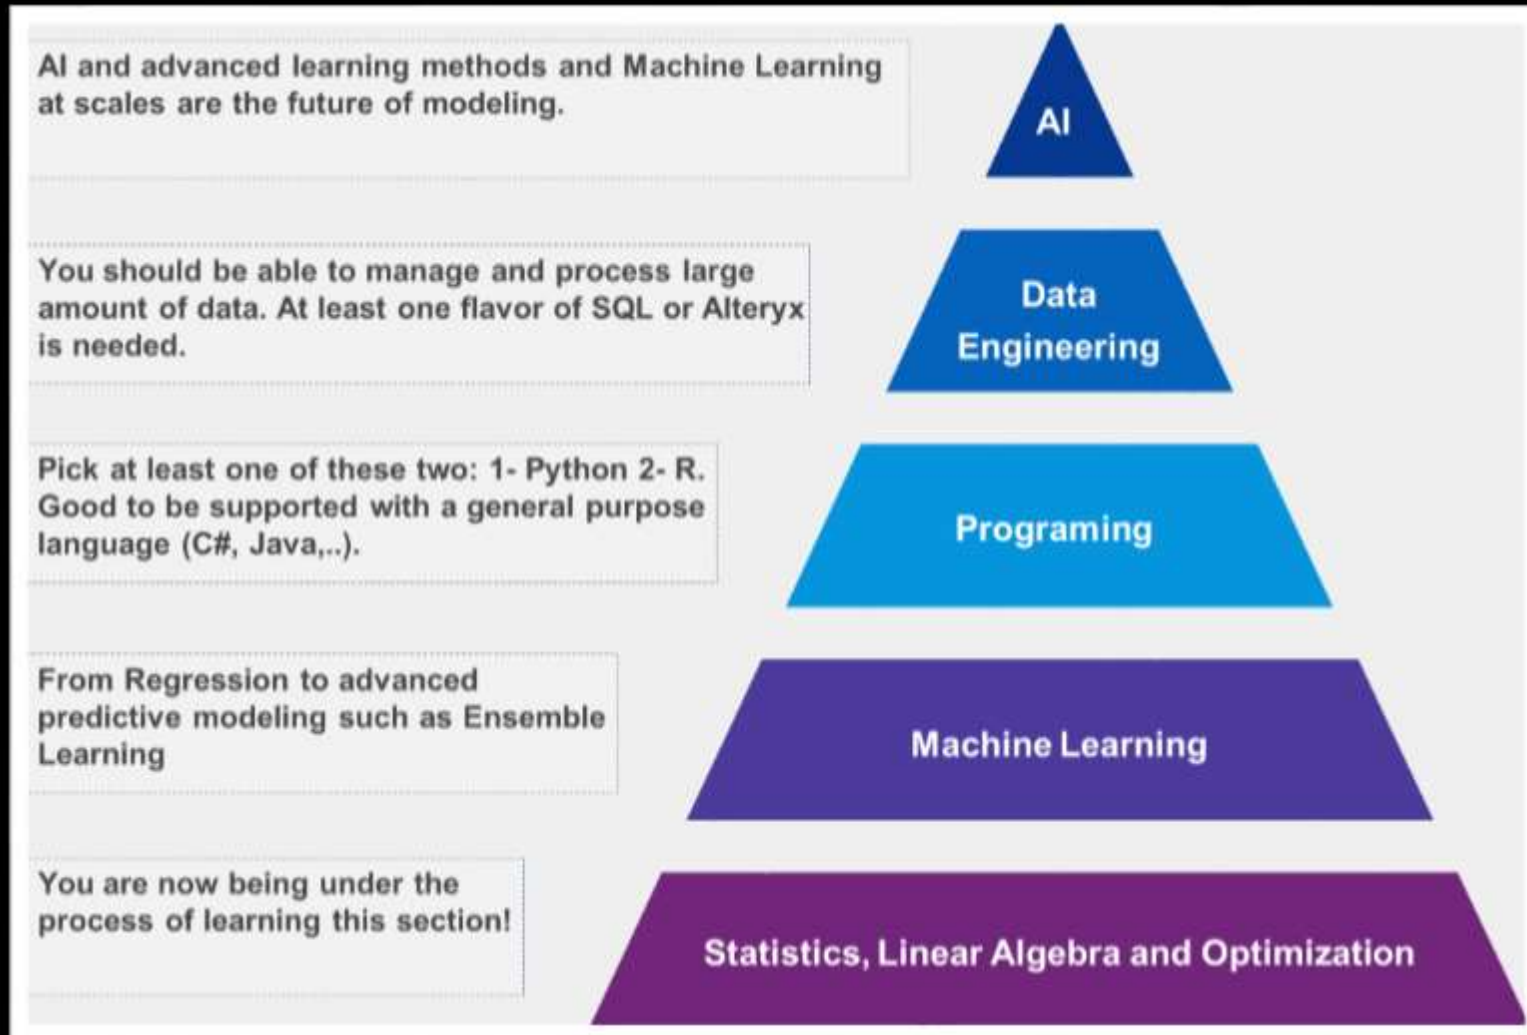 AI and advanced learning methods and Machine Learning
at scales are the future of modeling.
AI
You should be able to manage and process large
amount of data. At least one flavor of SQL or Alteryx
is needed.
Data
Engineering
Pick at least one of these two: 1- Python 2- R.
Good to be supported with a general purpose
language (C#, Java,..).
Programing
From Regression to advanced
predictive modeling such as Ensemble
Learning
Machine Learning
You are now being under the
process of learning this section!
Statistics, Linear Algebra and Optimization